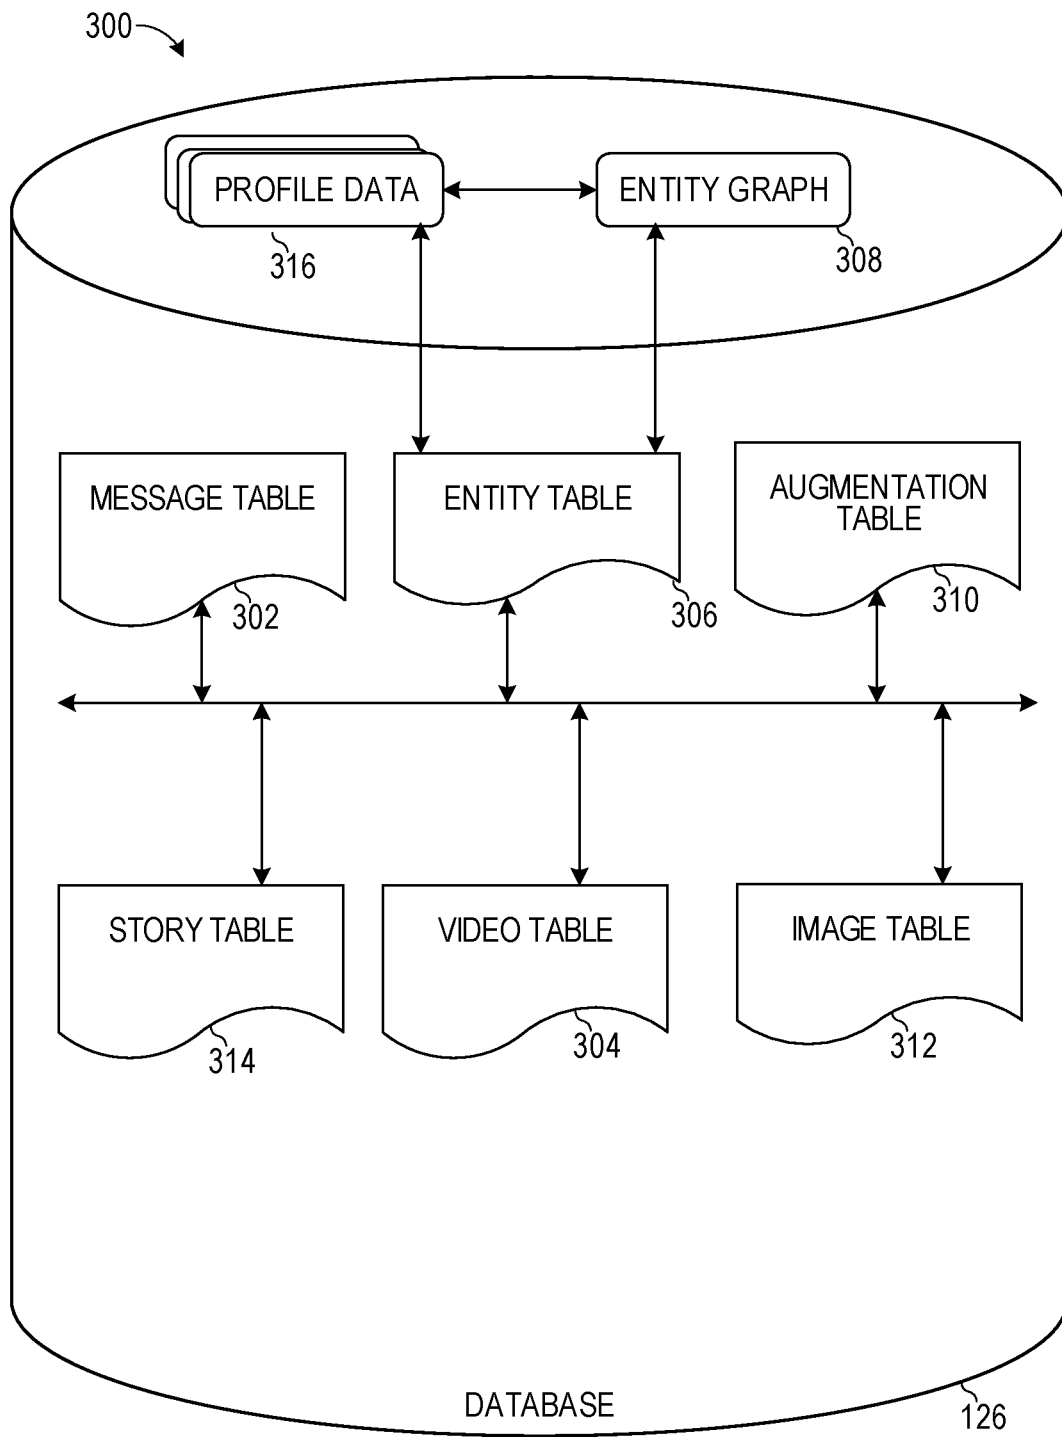 300
PROFILE DATA
ENTITY GRAPH
316
308
MESSAGE TABLE
ENTITY TABLE
AUGMENTATION
TABLE
302
306
310
STORY TABLE
VIDEO TABLE
IMAGE TABLE
314
304
312
DATABASE
126